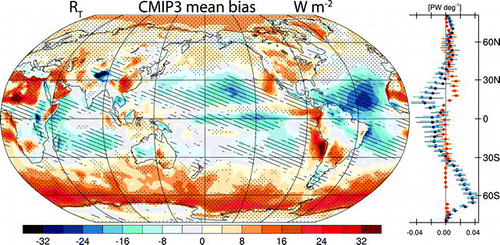 R_T CMIP3 mean bias W m⁻²
[PW deg⁻¹]
60N
30N
0
30S
60S
-32 -24 -16 -8 0 8 16 24 32
-0.04 0.00 0.04